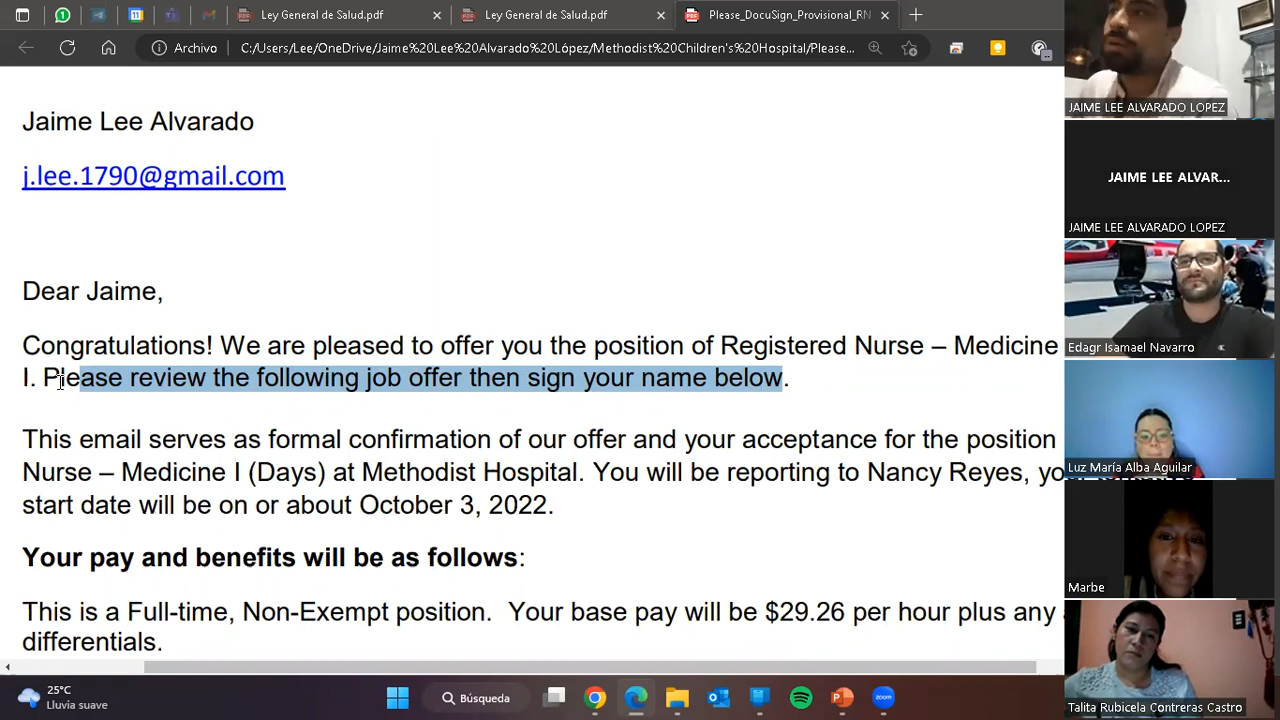 Ley General de Salud.pdf
Ley General de Salud.pdf
Please_DocuSign_Provisional_RN
Archivo
C:/Users/Lee/OneDrive/Jaime%20Lee%20Alvarado%20López/Methodist%20Children's%20Hospital/Please...
Jaime Lee Alvarado
j.lee.1790@gmail.com
Dear Jaime,
Congratulations! We are pleased to offer you the position of Registered Nurse – Medicine
I. Please review the following job offer then sign your name below.
This email serves as formal confirmation of our offer and your acceptance for the position
Nurse – Medicine I (Days) at Methodist Hospital. You will be reporting to Nancy Reyes,
start date will be on or about October 3, 2022.
Your pay and benefits will be as follows:
This is a Full-time, Non-Exempt position. Your base pay will be $29.26 per hour plus any
differentials.
JAIME LEE ALVARADO LOPEZ
JAIME LEE ALVAR...
JAIME LEE ALVARADO LOPEZ
Edagr Ismael Navarro
Luz María Alba Aguilar
Marbe
Talita Rubicela Contreras Castro
25°C
Lluvia suave
Búsqueda